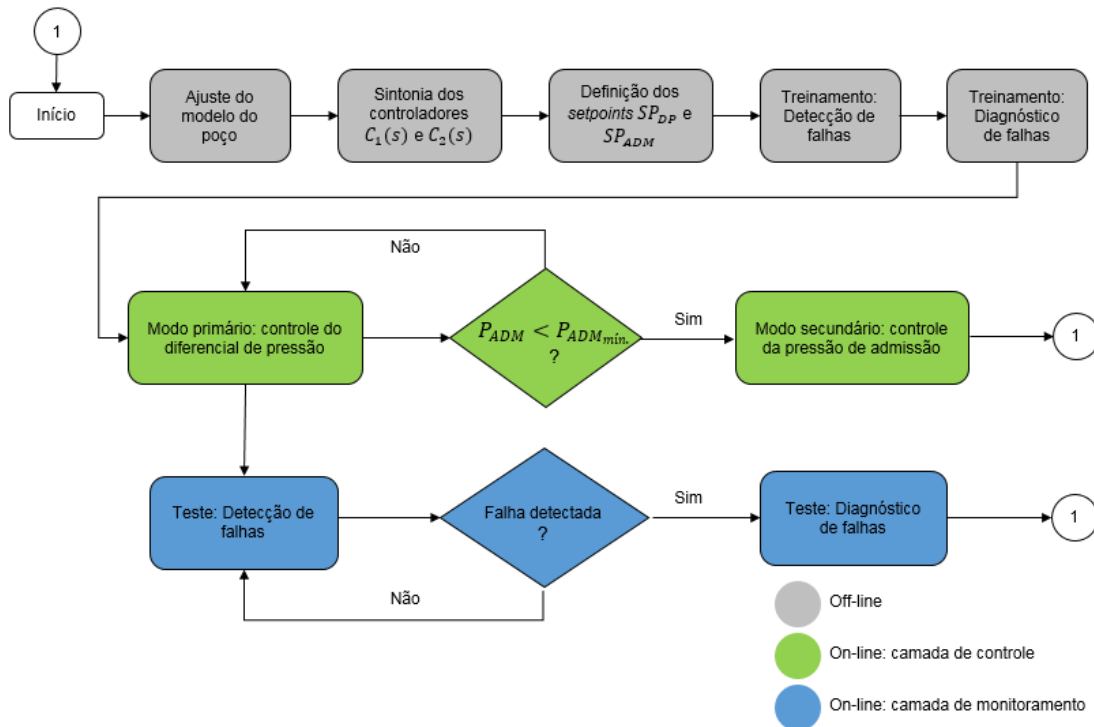 1
Início
Ajuste do
modelo do
poço
Sintonia dos
controladores
C₁(s) e C₂(s)
Definição dos
setpoints SP_DP e
SP_ADM
Treinamento:
Detecção de
falhas
Treinamento:
Diagnóstico
de falhas
Não
Modo primário: controle do
diferencial de pressão
P_ADM < P_ADM_mín.
?
Sim
Modo secundário: controle
da pressão de admissão
1
Teste: Detecção de
falhas
Falha detectada
?
Sim
Teste: Diagnóstico
de falhas
1
Não
Off-line
On-line: camada de controle
On-line: camada de monitoramento